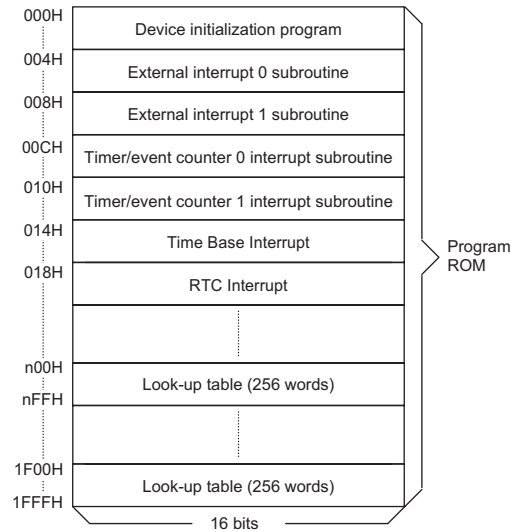 000H
Device initialization program
004H
External interrupt 0 subroutine
008H
External interrupt 1 subroutine
00CH
Timer/event counter 0 interrupt subroutine
010H
Timer/event counter 1 interrupt subroutine
014H
Time Base Interrupt
018H
RTC Interrupt
Program
ROM
n00H
Look-up table (256 words)
nFFH
1F00H
Look-up table (256 words)
1FFFH
16 bits